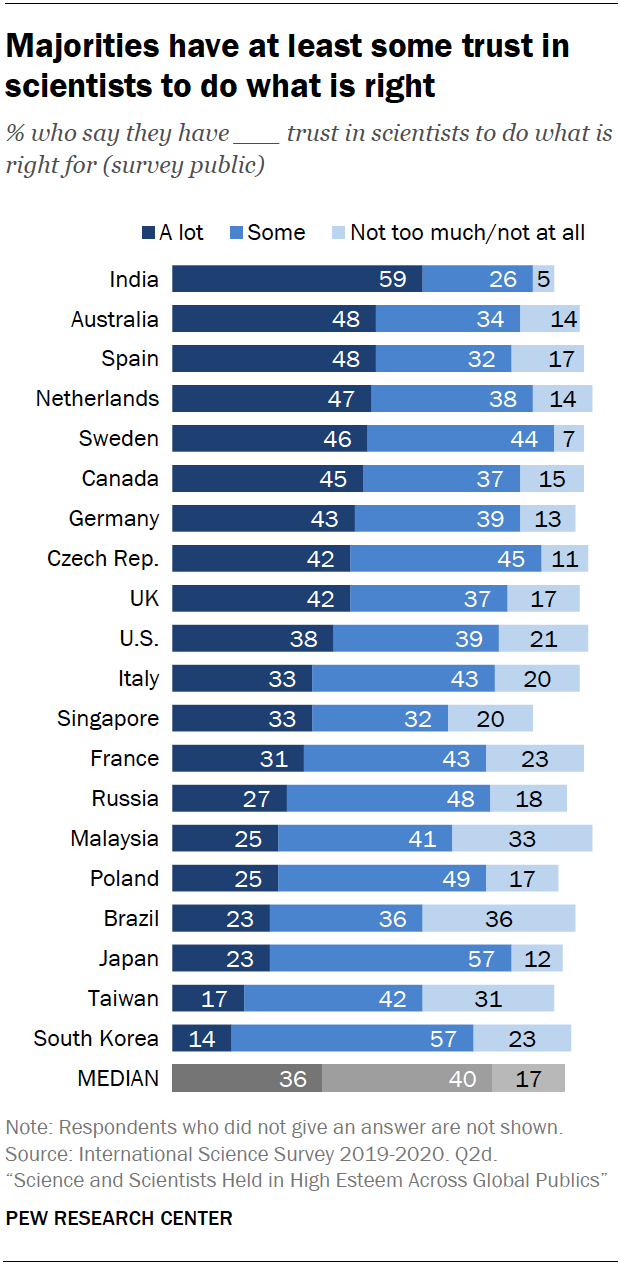 Majorities have at least some trust in
scientists to do what is right
% who say they have ___ trust in scientists to do what is
right for (survey public)
A lot Some Not too much/not at all
India 59 26 5
Australia 48 34 14
Spain 48 32 17
Netherlands 47 38 14
Sweden 46 44 7
Canada 45 37 15
Germany 43 39 13
Czech Rep. 42 45 11
UK 42 37 17
U.S. 38 39 21
Italy 33 43 20
Singapore 33 32 20
France 31 43 23
Russia 27 48 18
Malaysia 25 41 33
Poland 25 49 17
Brazil 23 36 36
Japan 23 57 12
Taiwan 17 42 31
South Korea 14 57 23
MEDIAN 36 40 17
Note: Respondents who did not give an answer are not shown.
Source: International Science Survey 2019-2020. Q2d.
“Science and Scientists Held in High Esteem Across Global Publics”
PEW RESEARCH CENTER